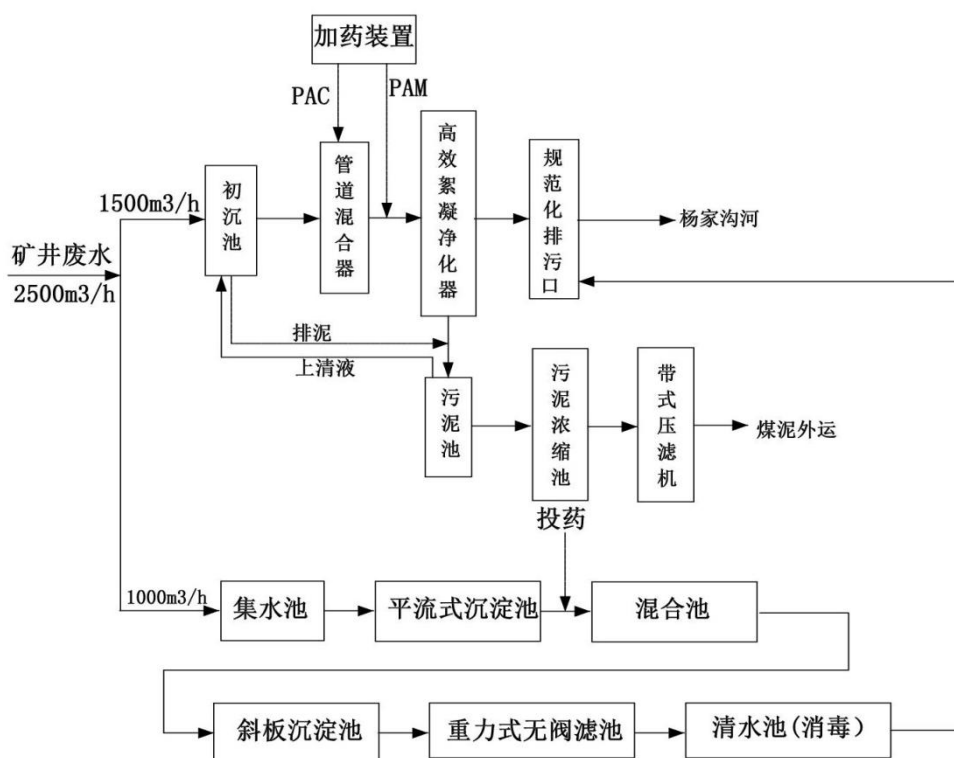 加药装置
PAC
PAM
高效絮凝净化器
管道混合器
规范化排污口
初沉池
1500m3/h
杨家沟河
矿井废水
2500m3/h
排泥
上清液
污泥池
污泥浓缩池
带式压滤机
煤泥外运
投药
1000m3/h
集水池
平流式沉淀池
混合池
斜板沉淀池
重力式无阀滤池
清水池(消毒）